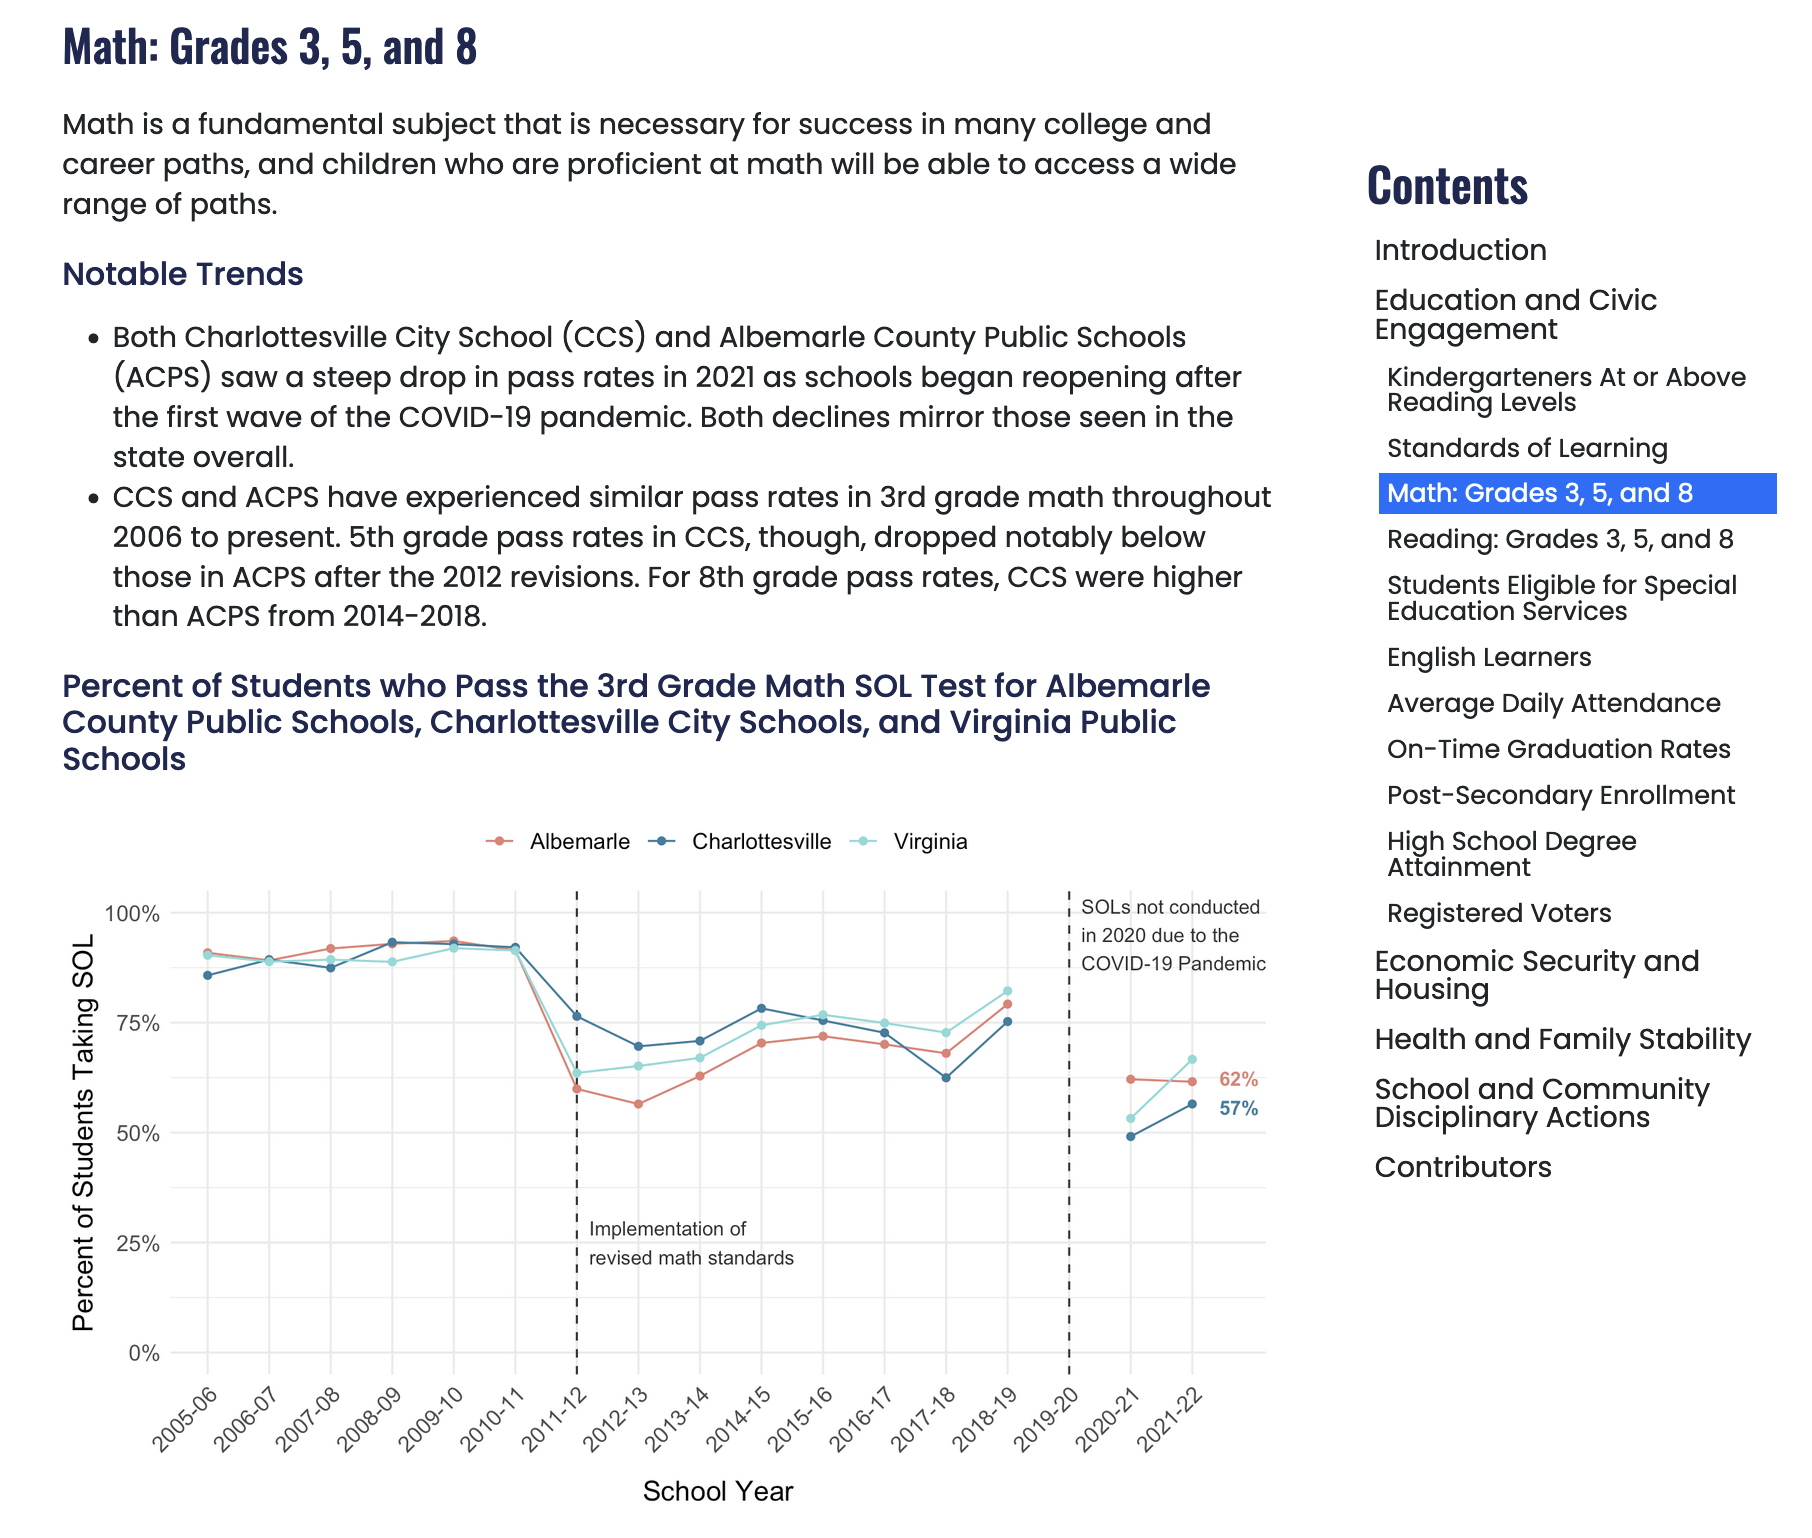 Math: Grades 3, 5, and 8
Math is a fundamental subject that is necessary for success in many college and
career paths, and children who are proficient at math will be able to access a wide
range of paths.
Notable Trends
• Both Charlottesville City School (CCS) and Albemarle County Public Schools
(ACPS) saw a steep drop in pass rates in 2021 as schools began reopening after
the first wave of the COVID-19 pandemic. Both declines mirror those seen in the
state overall.
• CCS and ACPS have experienced similar pass rates in 3rd grade math throughout
2006 to present. 5th grade pass rates in CCS, though, dropped notably below
those in ACPS after the 2012 revisions. For 8th grade pass rates, CCS were higher
than ACPS from 2014-2018.
Percent of Students who Pass the 3rd Grade Math SOL Test for Albemarle
County Public Schools, Charlottesville City Schools, and Virginia Public
Schools
Albemarle Charlottesville Virginia
Percent of Students Taking SOL
100%
75%
50%
25%
0%
SOLs not conducted
in 2020 due to the
COVID-19 Pandemic
62%
57%
Implementation of
revised math standards
2005-06
2006-07
2007-08
2008-09
2009-10
2010-11
2011-12
2012-13
2013-14
2014-15
2015-16
2016-17
2017-18
2018-19
2019-20
2020-21
2021-22
School Year
Contents
Introduction
Education and Civic
Engagement
Kindergarteners At or Above
Reading Levels
Standards of Learning
Math: Grades 3, 5, and 8
Reading: Grades 3, 5, and 8
Students Eligible for Special
Education Services
English Learners
Average Daily Attendance
On-Time Graduation Rates
Post-Secondary Enrollment
High School Degree
Attainment
Registered Voters
Economic Security and
Housing
Health and Family Stability
School and Community
Disciplinary Actions
Contributors